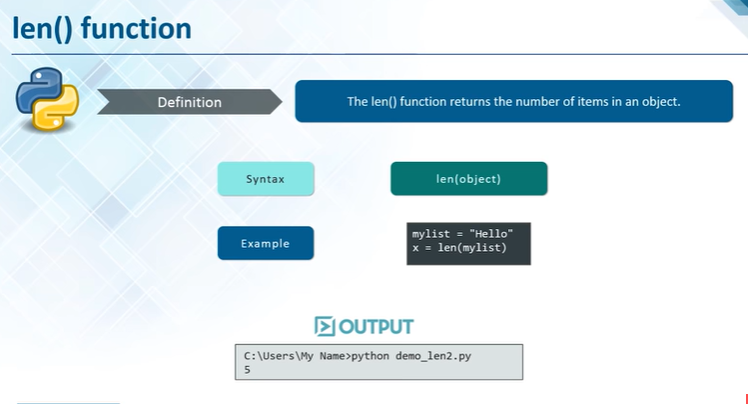 len() function
Definition
The len() function returns the number of items in an object.
Syntax
len(object)
Example
mylist = "Hello"
x = len(mylist)
OUTPUT
C:\Users\My Name>python demo_len2.py
5